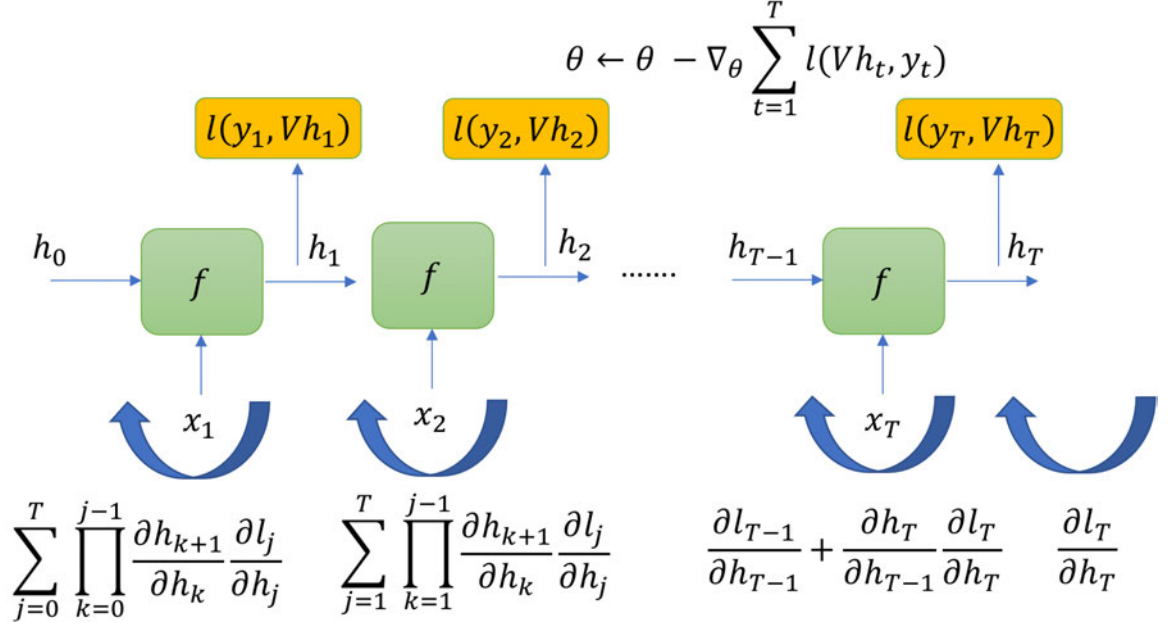 θ ← θ − ∇_θ ∑_{t=1}^{T} l(Vh_t, y_t)
l(y_1, Vh_1) l(y_2, Vh_2) l(y_T, Vh_T)
h_0 f h_1 f h_2 ....... h_{T−1} f h_T
x_1 x_2 x_T
∑_{j=0}^{T} ∏_{k=0}^{j−1} ∂h_{k+1}/∂h_k ∂l_j/∂h_j ∑_{j=1}^{T} ∏_{k=1}^{j−1} ∂h_{k+1}/∂h_k ∂l_j/∂h_j ∂l_{T−1}/∂h_{T−1} + ∂h_T/∂h_{T−1} ∂l_T/∂h_T ∂l_T/∂h_T